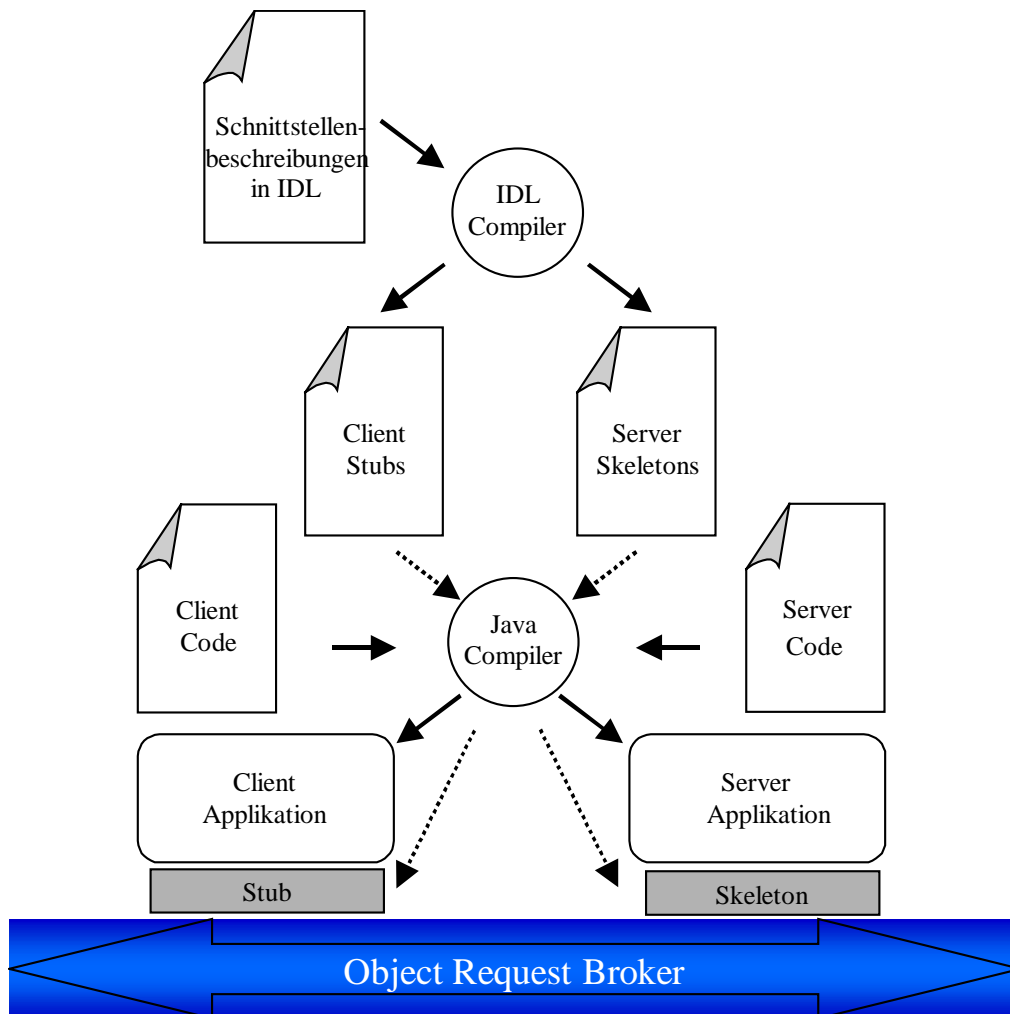 Schnittstellen-
beschreibungen
in IDL
IDL
Compiler
Client
Stubs
Server
Skeletons
Client
Code
Java
Compiler
Server
Code
Client
Applikation
Server
Applikation
Stub
Skeleton
Object Request Broker